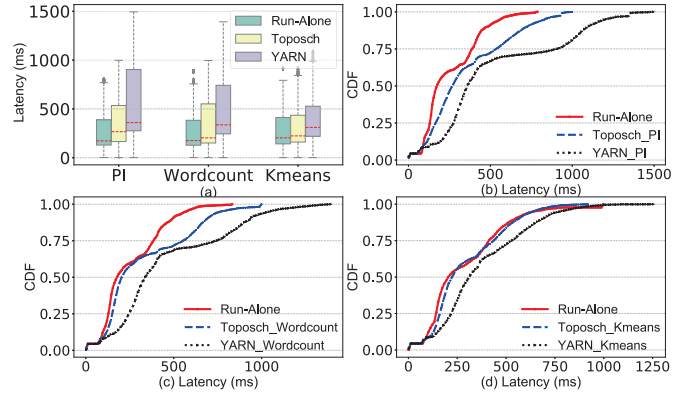 1500
1000
500
0
Latency (ms)
Run-Alone
Toposch
YARN
PI
Wordcount
Kmeans
(a)
1.00
0.75
0.50
0.25
0.00
CDF
Run-Alone
Toposch_PI
YARN_PI
0
500
1000
1500
(b) Latency (ms)
1.00
0.75
0.50
0.25
0.00
CDF
Run-Alone
Toposch_Wordcount
YARN_Wordcount
0
500
1000
(c) Latency (ms)
1.00
0.75
0.50
0.25
0.00
CDF
Run-Alone
Toposch_Kmeans
YARN_Kmeans
0
250
500
750
1000
1250
(d) Latency (ms)